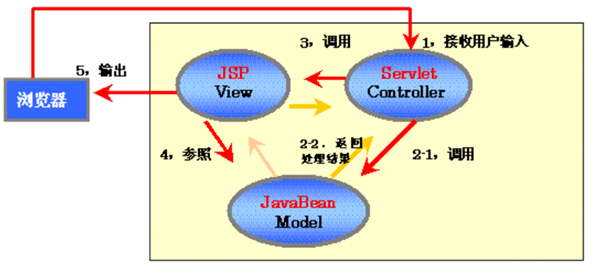 3，调用
1，接收用户输入
5，输出
JSP
View
Servlet
Controller
浏览器
4，参照
2-2．返回
处理结果
2-1，调用
JavaBean
Model